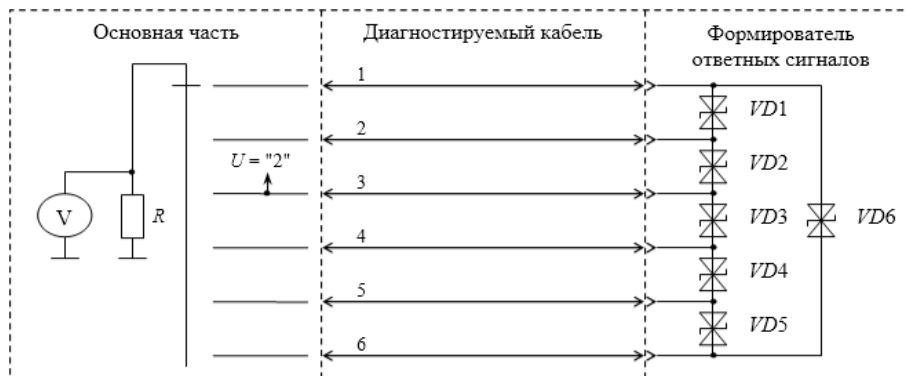 Основная часть
Диагностируемый кабель
Формирователь
ответных сигналов
1
VD1
2
VD2
U = "2"
3
V
R
VD3
VD6
4
VD4
5
VD5
6